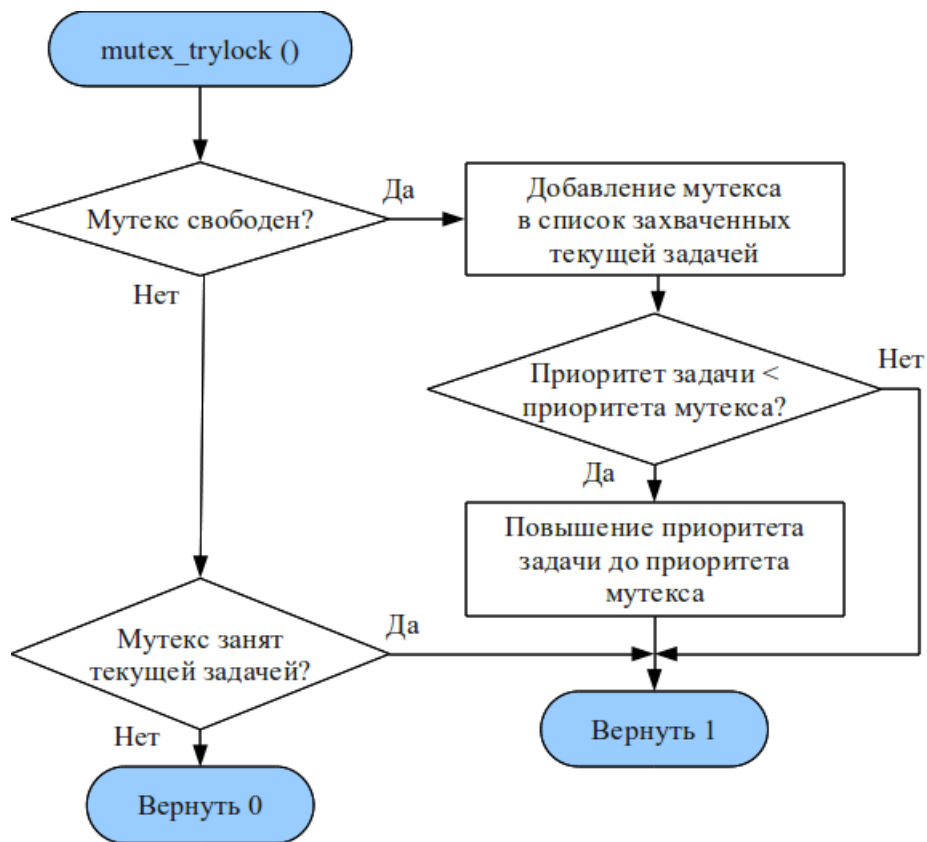 mutex_trylock ()
Мутекс свободен?
Да
Нет
Добавление мутекса
в список захваченных
текущей задачей
Приоритет задачи <
приоритета мутекса?
Нет
Да
Повышение приоритета
задачи до приоритета
мутекса
Мутекс занят
текущей задачей?
Да
Нет
Вернуть 1
Вернуть 0